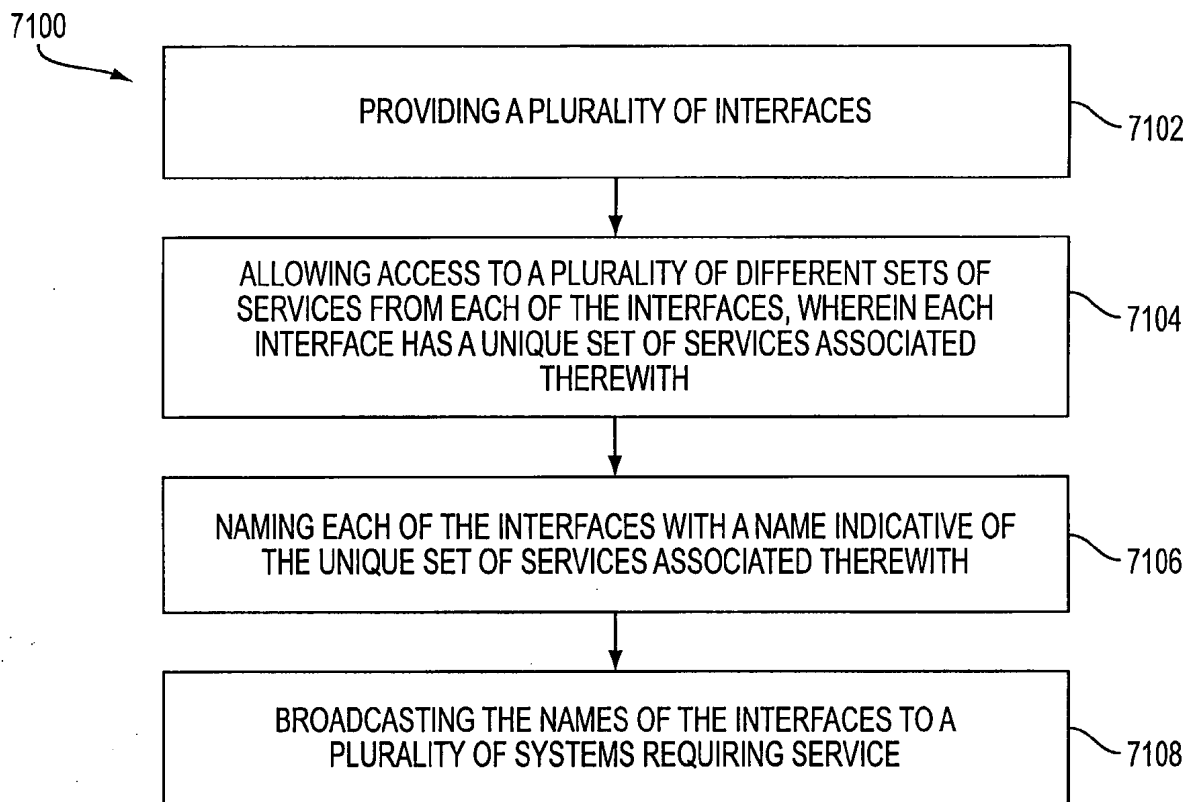 7100
PROVIDING A PLURALITY OF INTERFACES
7102
ALLOWING ACCESS TO A PLURALITY OF DIFFERENT SETS OF
SERVICES FROM EACH OF THE INTERFACES, WHEREIN EACH
INTERFACE HAS A UNIQUE SET OF SERVICES ASSOCIATED
THEREWITH
7104
NAMING EACH OF THE INTERFACES WITH A NAME INDICATIVE OF
THE UNIQUE SET OF SERVICES ASSOCIATED THEREWITH
7106
BROADCASTING THE NAMES OF THE INTERFACES TO A
PLURALITY OF SYSTEMS REQUIRING SERVICE
7108